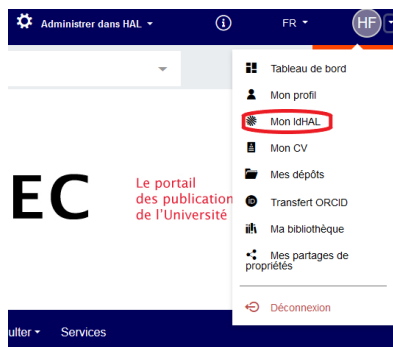 Administrer dans HAL
FR
HF
Tableau de bord
Mon profil
Mon IdHAL
Mon CV
Mes dépôts
Transfert ORCID
Ma bibliothèque
Mes partages de
propriétés
Déconnexion
EC
Le portail
des publication
de l'Université
ulter
Services